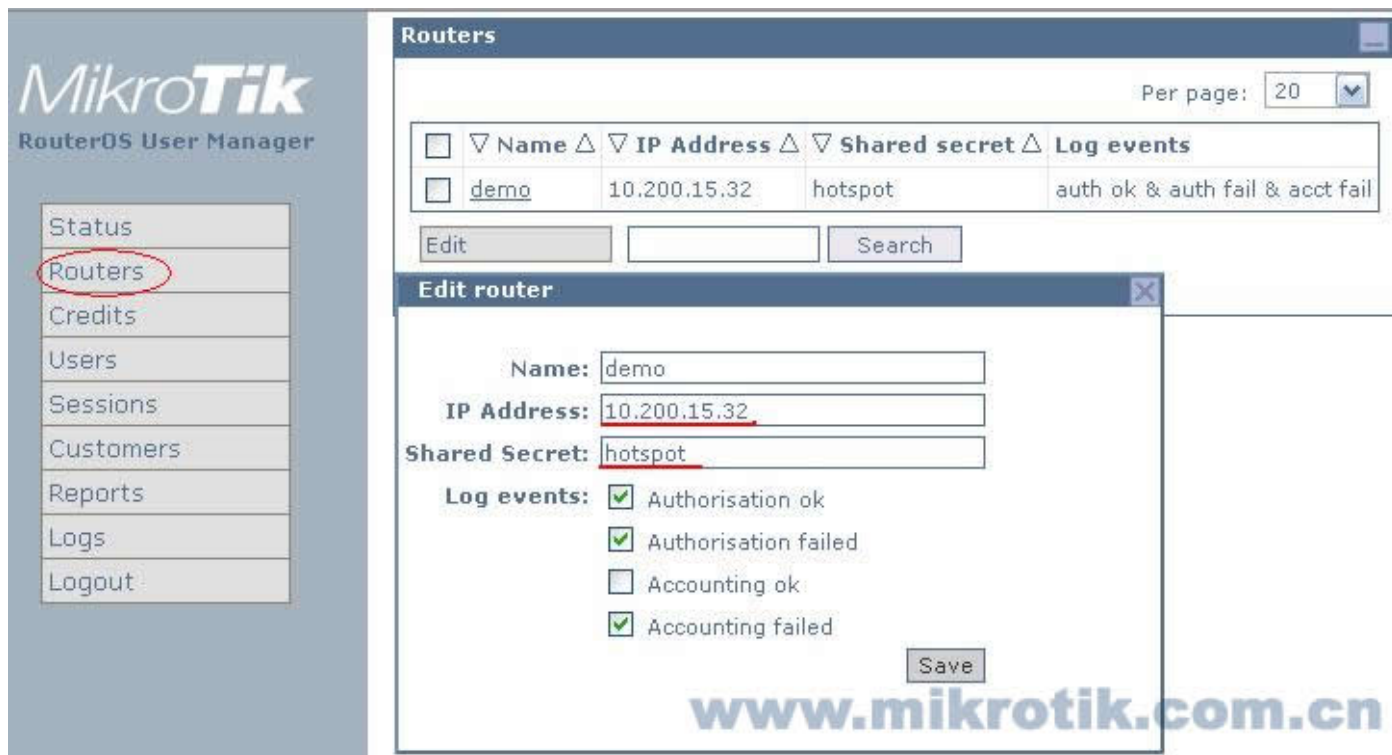 MikroTik
RouterOS User Manager
Status
Routers
Credits
Users
Sessions
Customers
Reports
Logs
Logout
Routers
Per page: 20
▽ Name △ ▽ IP Address △ ▽ Shared secret △ Log events
demo 10.200.15.32 hotspot auth ok & auth fail & acct fail
Edit Search
Edit router
Name: demo
IP Address: 10.200.15.32
Shared Secret: hotspot
Log events: Authorisation ok
Authorisation failed
Accounting ok
Accounting failed
Save
www.mikrotik.com.cn